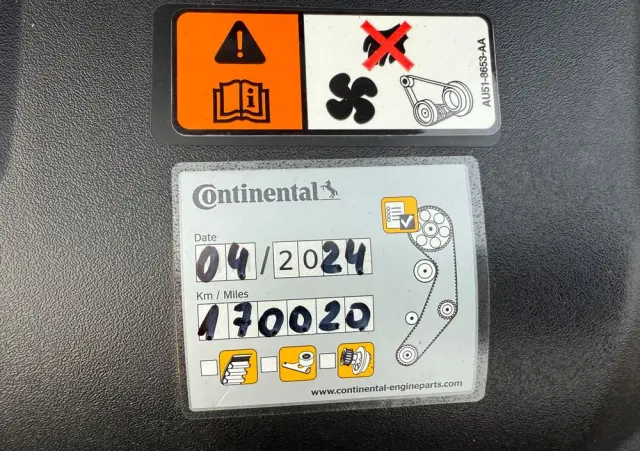 AU51-8653-AA
Continental
Date
04/2024
Km / Miles
170020
www.continental-engineparts.com